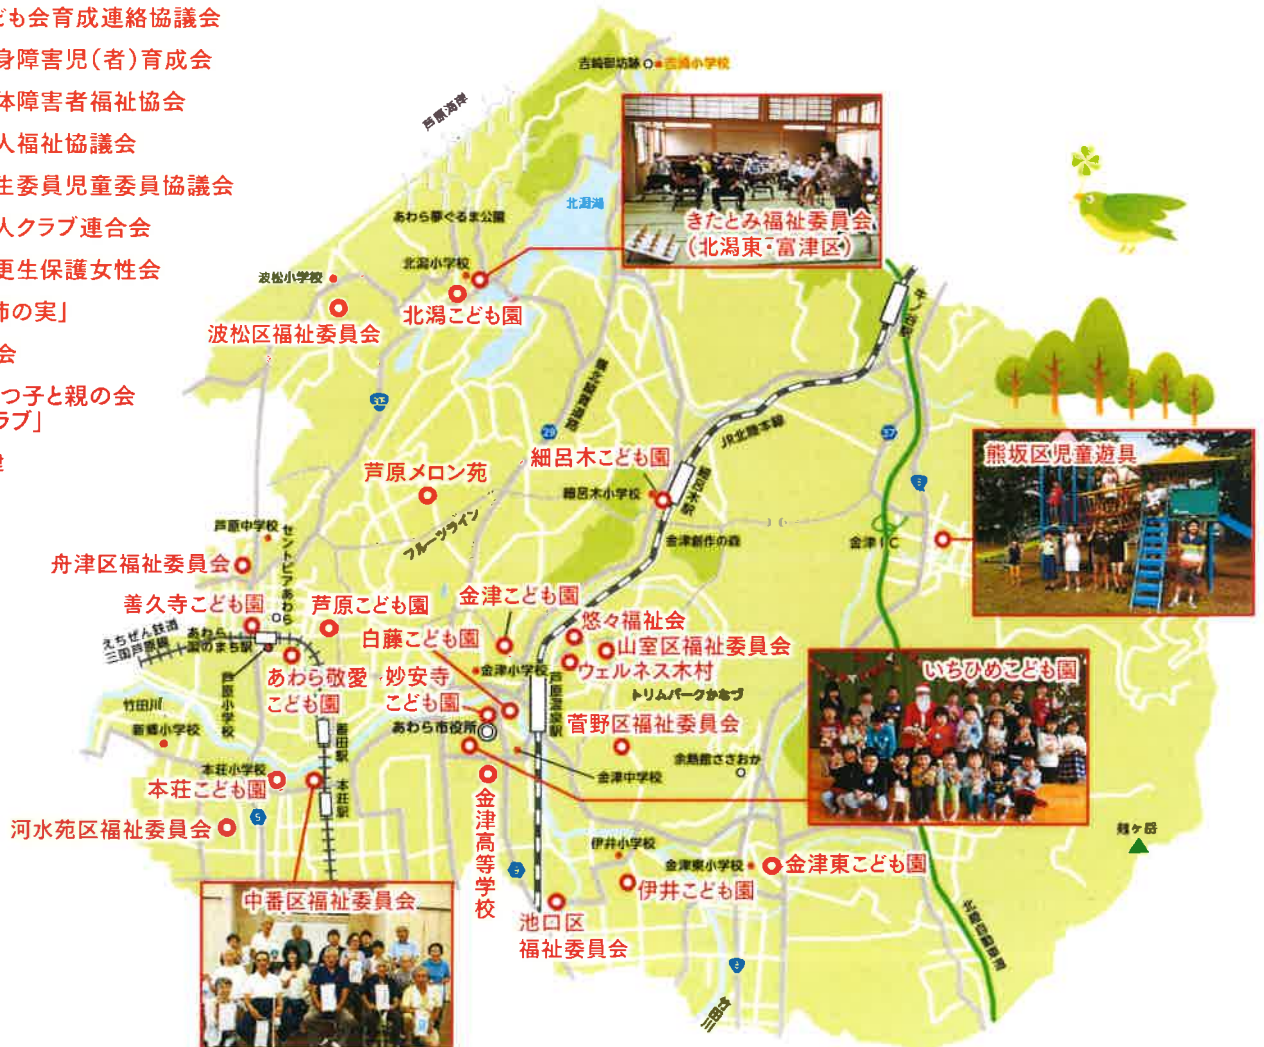 ども会育成連絡協議会
身障害児(者)育成会
体障害者福祉協会
人福祉協議会
生委員児童委員協議会
人クラブ連合会
更生保護女性会
の実」
会
つ子と親の会
ラブ」
吉崎御坊跡
吉崎小学校
芦原海岸
北潟湖
あわら夢ぐるま公園
きたとみ福祉委員会
(北潟東・富津区)
北潟小学校
波松小学校
北潟こども園
波松区福祉委員会
牛ノ谷駅
JR北陸本線
29
37
熊坂区児童遊具
細呂木こども園
細呂木小学校
細呂木駅
芦原メロン苑
フルーツライン
金津創作の森
金津IC
芦原中学校
セントピアあわら
舟津区福祉委員会
善久寺こども園
芦原こども園
金津こども園
白藤こども園
悠々福祉会
山室区福祉委員会
ウェルネス木村
えちぜん鉄道
三国芦原線
あわら
湯のまち駅
あわら敬愛
こども園
妙安寺
こども園
金津小学校
芦原温泉駅
トリムパークかなづ
いちひめこども園
芦原小学校
竹田川
新郷小学校
番田駅
あわら市役所
菅野区福祉委員会
金津中学校
余熱館ささおか
本荘小学校
本荘こども園
本荘駅
5
河水苑区福祉委員会
金津高等学校
伊井小学校
金津東小学校
金津東こども園
伊井こども園
剱ヶ岳
中番区福祉委員会
池口区
福祉委員会
北陸自動車道
竹田川